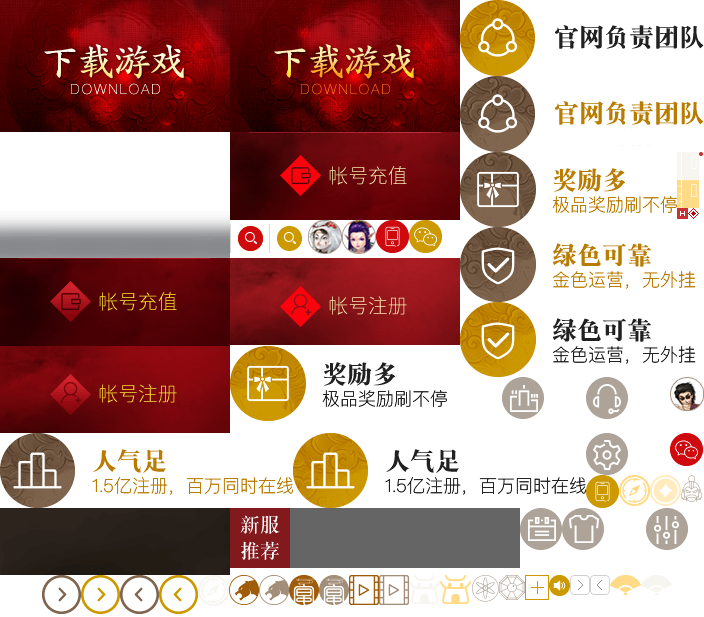 下载游戏
DOWNLOAD
下载游戏
DOWNLOAD
官网负责团队
官网负责团队
帐号充值
奖励多
极品奖励刷不停
H
绿色可靠
金色运营，无外挂
帐号充值
帐号注册
绿色可靠
金色运营，无外挂
帐号注册
奖励多
极品奖励刷不停
人气足
1.5亿注册，百万同时在线
人气足
1.5亿注册，百万同时在线
新服
推荐